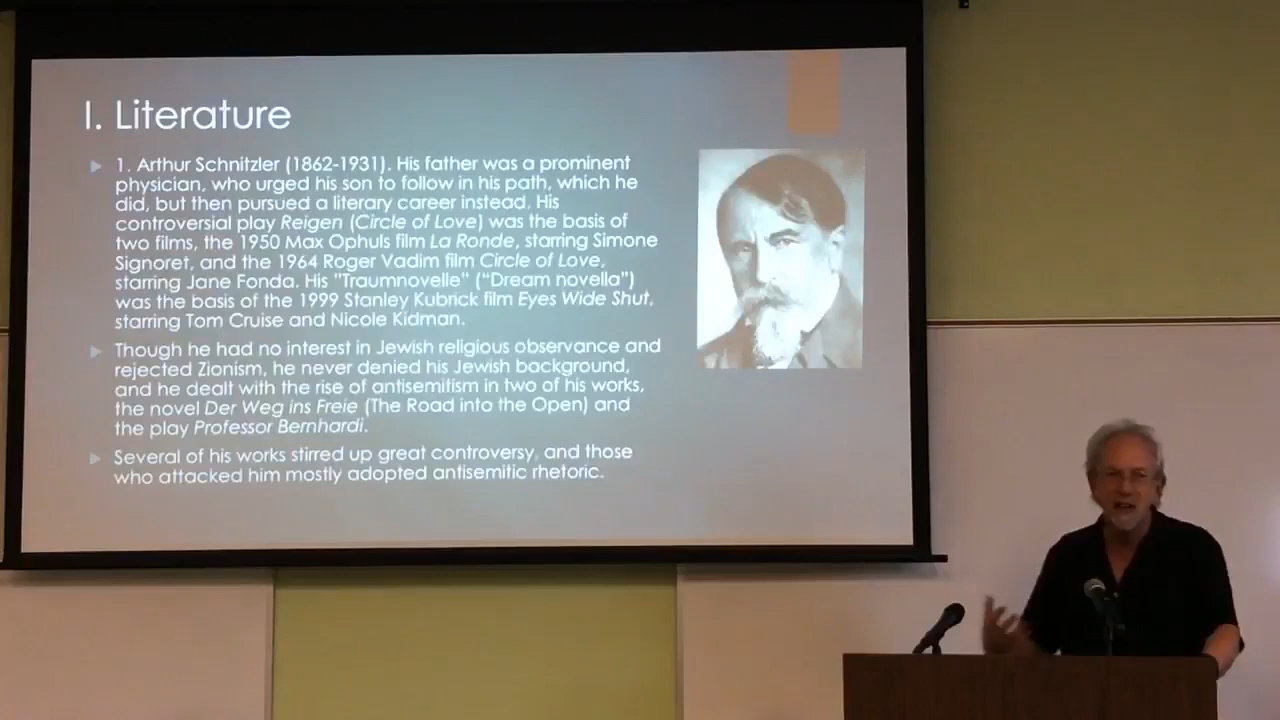 I. Literature
1. Arthur Schnitzler (1862-1931). His father was a prominent
physician, who urged his son to follow in his path, which he
did, but then pursued a literary career instead. His
controversial play Reigen (Circle of Love) was the basis of
two films, the 1950 Max Ophuls film La Ronde, starring Simone
Signoret, and the 1964 Roger Vadim film Circle of Love,
starring Jane Fonda. His "Traumnovelle" (“Dream novella”)
was the basis of the 1999 Stanley Kubrick film Eyes Wide Shut,
starring Tom Cruise and Nicole Kidman.
Though he had no interest in Jewish religious observance and
rejected Zionism, he never denied his Jewish background,
and he dealt with the rise of antisemitism in two of his works,
the novel Der Weg ins Freie (The Road into the Open) and
the play Professor Bernhardi.
Several of his works stirred up great controversy, and those
who attacked him mostly adopted antisemitic rhetoric.